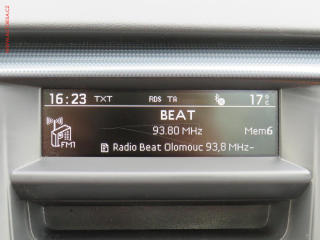 16:23 TXT RDS TA 17°C
BEAT
93.80 MHz Mem6
FM1
Radio Beat Olomouc 93,8 MHz-